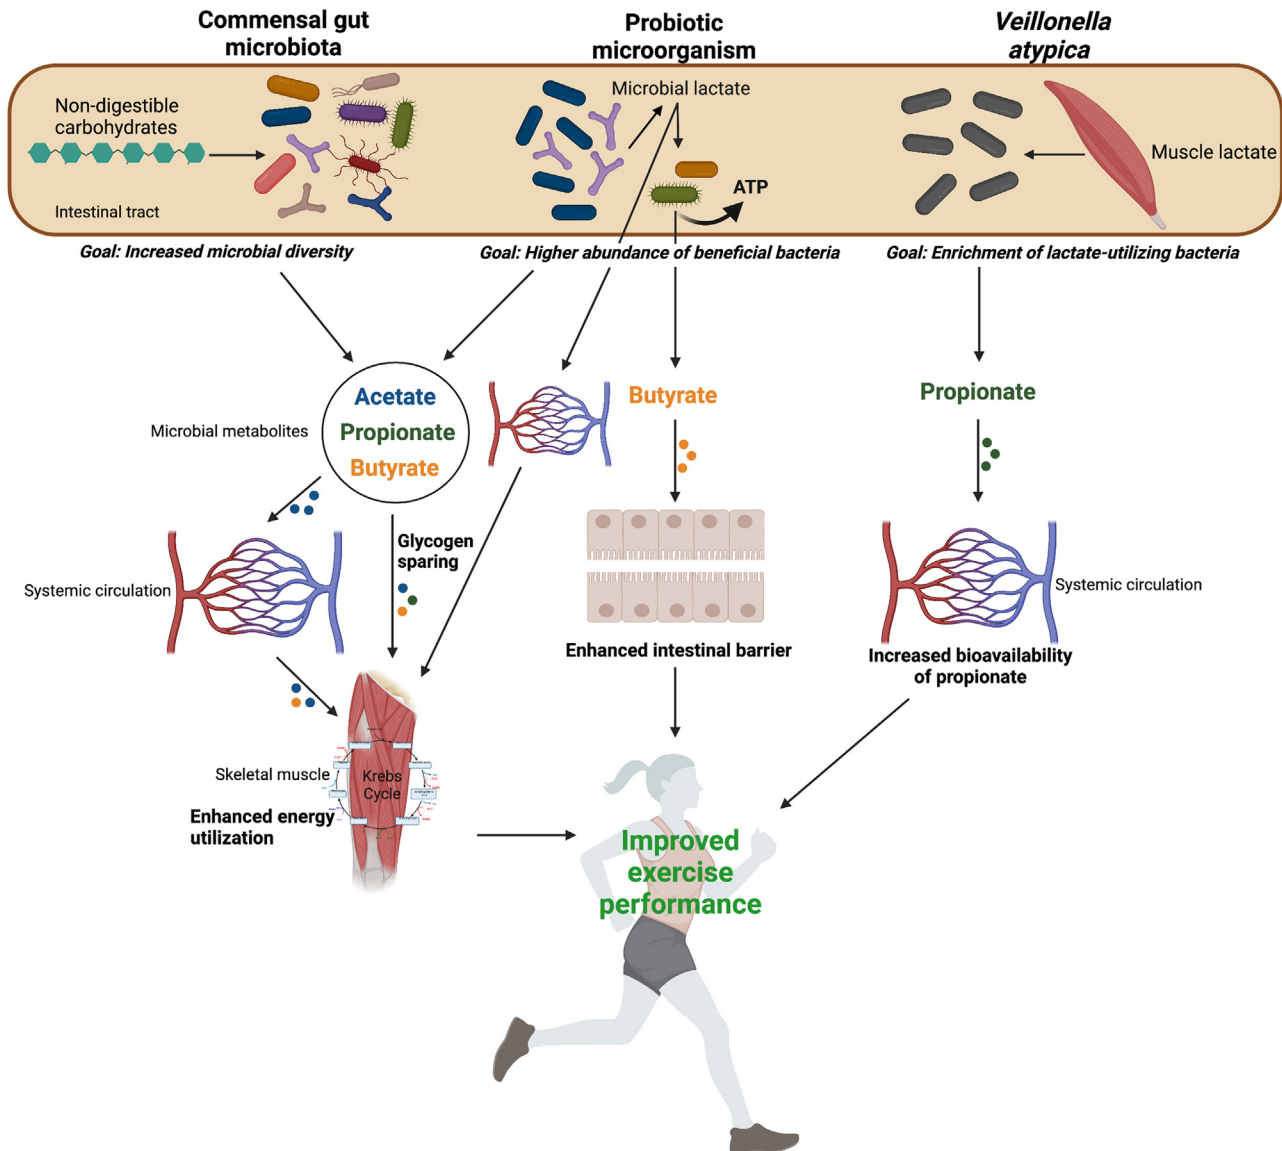 Commensal gut
microbiota
Probiotic
microorganism
Veillonella
atypica
Non-digestible
carbohydrates
Intestinal tract
Microbial lactate
ATP
Muscle lactate
Goal: Increased microbial diversity
Goal: Higher abundance of beneficial bacteria
Goal: Enrichment of lactate-utilizing bacteria
Microbial metabolites
Acetate
Propionate
Butyrate
Butyrate
Propionate
Glycogen
sparing
Systemic circulation
Systemic circulation
Enhanced intestinal barrier
Increased bioavailability
of propionate
Skeletal muscle
Krebs
Cycle
Enhanced energy
utilization
Improved
exercise
performance